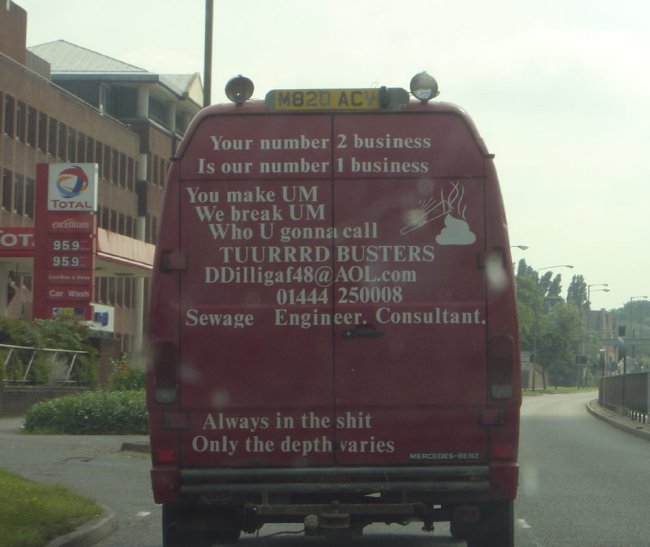 M820 ACV
Your number 2 business
Is our number 1 business
You make UM
We break UM
Who U gonna call
TUURRRD BUSTERS
DDilligaf48@AOL.com
01444 250008
Sewage Engineer. Consultant.
Always in the shit
Only the depth varies
MERCEDES-BENZ
TOTAL
excellium
95.9
95.9
Car Wash